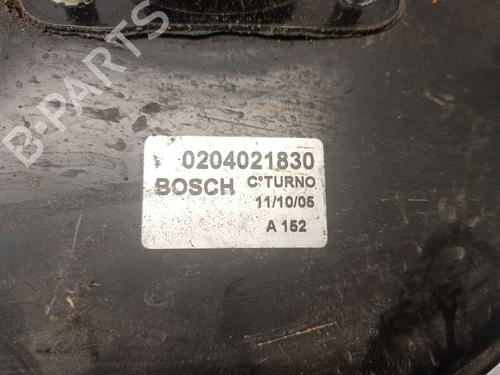 B-PARTS
0204021830
BOSCH C°TURNO
11/10/05
A 152